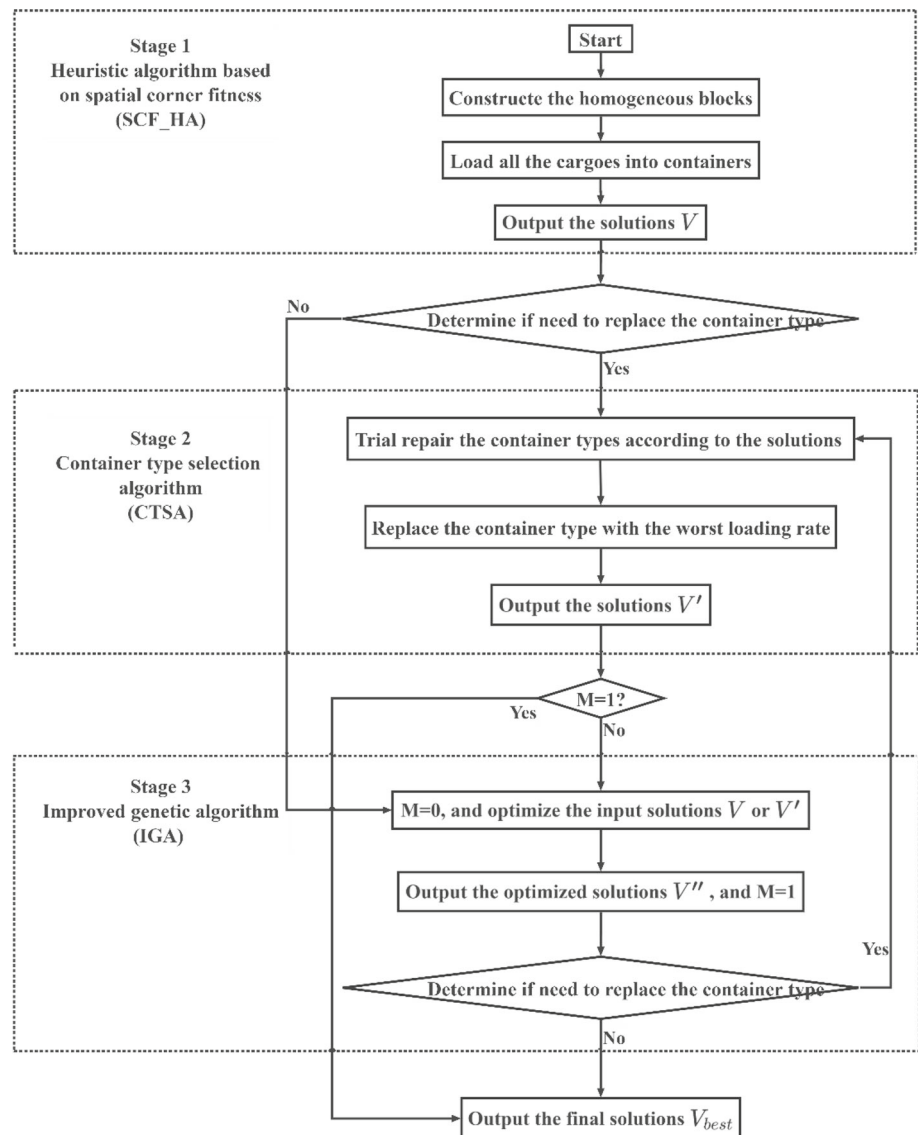 Stage 1
Heuristic algorithm based
on spatial corner fitness
(SCF_HA)
Start
Constructe the homogeneous blocks
Load all the cargoes into containers
Output the solutions V
No
Determine if need to replace the container type
Yes
Stage 2
Container type selection
algorithm
(CTSA)
Trial repair the container types according to the solutions
Replace the container type with the worst loading rate
Output the solutions V′
M=1?
Yes
No
Stage 3
Improved genetic algorithm
(IGA)
M=0, and optimize the input solutions V or V′
Output the optimized solutions V″ , and M=1
Yes
Determine if need to replace the container type
No
Output the final solutions V_best